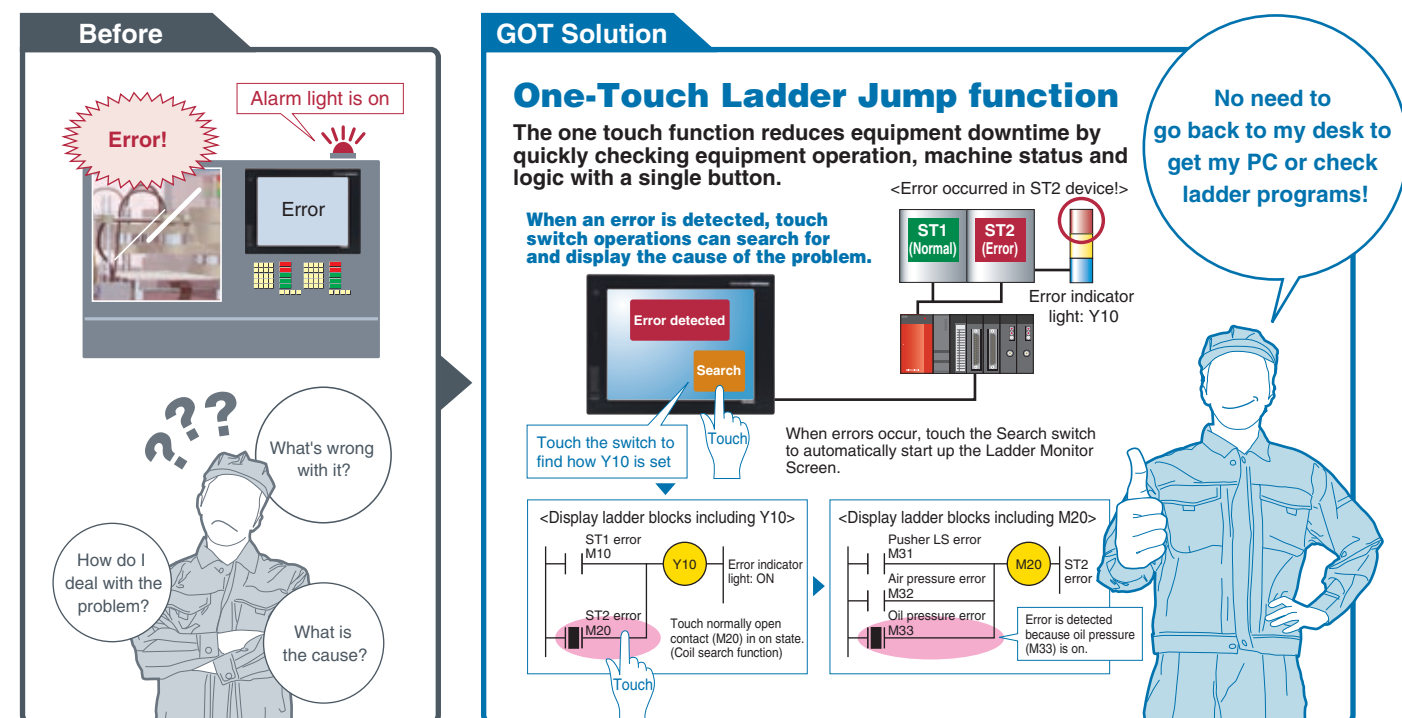 Before
Alarm light is on
Error!
Error
???
What's wrong
with it?
How do I
deal with the
problem?
What is
the cause?
GOT Solution
One-Touch Ladder Jump function
The one touch function reduces equipment downtime by
quickly checking equipment operation, machine status and
logic with a single button.
No need to
go back to my desk to
get my PC or check
ladder programs!
When an error is detected, touch
switch operations can search for
and display the cause of the problem.
<Error occurred in ST2 device!>
ST1
(Normal)
ST2
(Error)
Error indicator
light: Y10
Error detected
Search
Touch
Touch the switch to
find how Y10 is set
When errors occur, touch the Search switch
to automatically start up the Ladder Monitor
Screen.
<Display ladder blocks including Y10>
ST1 error
M10
Y10
Error indicator
light: ON
ST2 error
M20
Touch normally open
contact (M20) in on state.
(Coil search function)
Touch
<Display ladder blocks including M20>
Pusher LS error
M31
M20
ST2
error
Air pressure error
M32
Oil pressure error
M33
Error is detected
because oil pressure
(M33) is on.